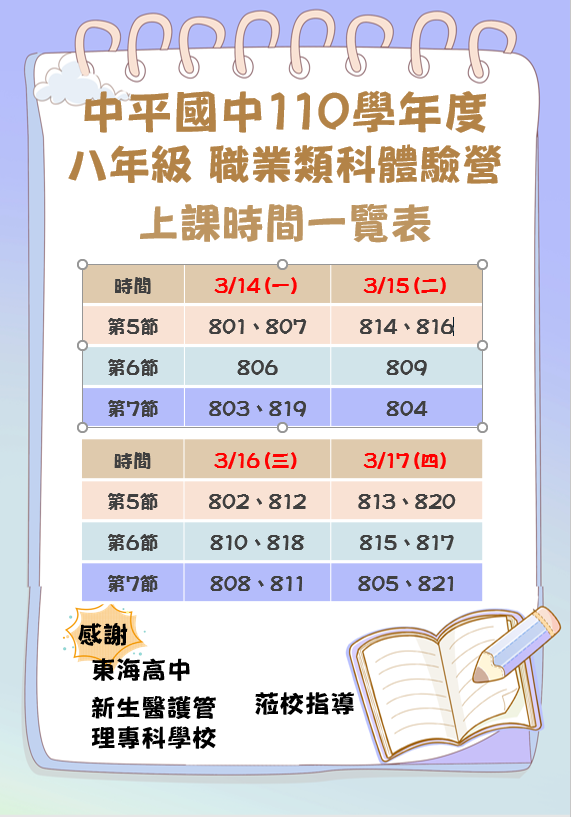 中平國中110學年度
八年級 職業類科體驗營
上課時間一覽表
時間 3/14(一) 3/15(二)
第5節 801、807 814、816
第6節 806 809
第7節 803、819 804
時間 3/16(三) 3/17(四)
第5節 802、812 813、820
第6節 810、818 815、817
第7節 808、811 805、821
感謝
東海高中
新生醫護管 蒞校指導
理專科學校